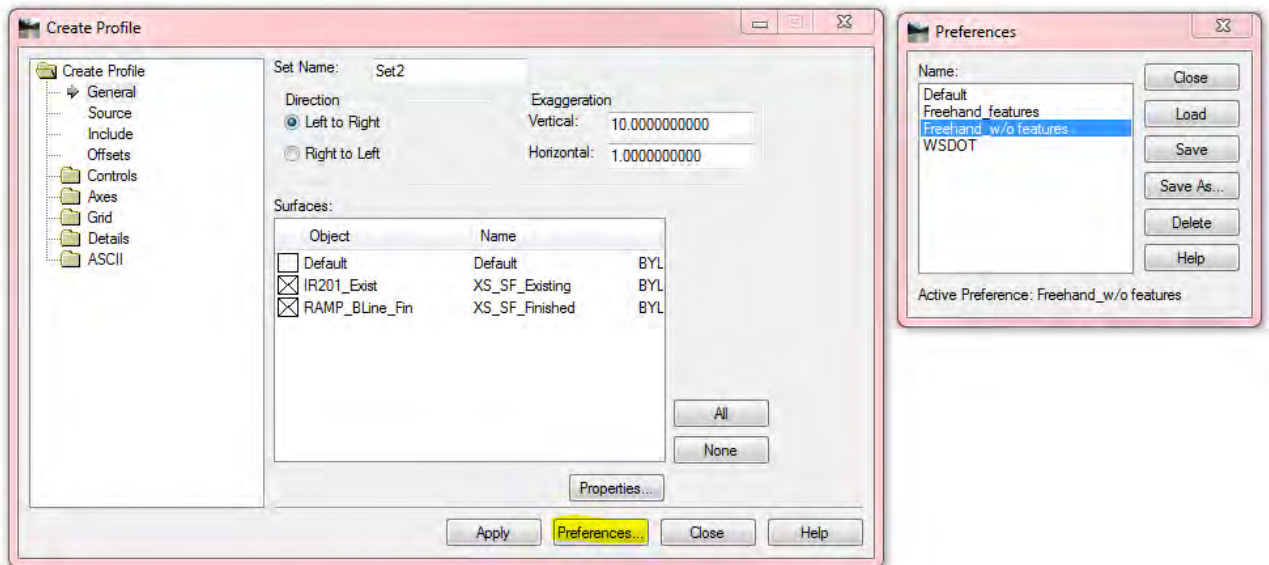 Create Profile
Create Profile
General
Source
Include
Offsets
Controls
Axes
Grid
Details
ASCII
Set Name: Set2
Direction
Left to Right
Right to Left
Exaggeration
Vertical: 10.0000000000
Horizontal: 1.0000000000
Surfaces:
Object Name
Default Default BYL
IR201_Exist XS_SF_Existing BYL
RAMP_BLine_Fin XS_SF_Finished BYL
All
None
Properties...
Apply Preferences... Close Help
Preferences
Name:
Default
Freehand_features
Freehand_w/o features
WSDOT
Close
Load
Save
Save As...
Delete
Help
Active Preference: Freehand_w/o features